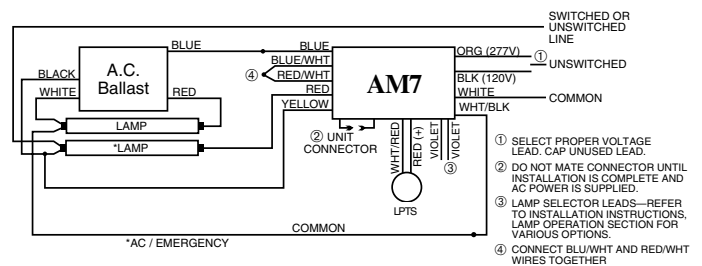 SWITCHED OR
UNSWITCHED
LINE
BLUE
BLUE
ORG (277V)
①
UNSWITCHED
A.C.
Ballast
BLUE/WHT
④
RED/WHT
AM7
BLK (120V)
BLACK
WHITE
RED
RED
YELLOW
WHITE
COMMON
WHT/BLK
LAMP
*LAMP
② UNIT
CONNECTOR
WHT/RED
RED (+)
VIOLET
VIOLET
③
LPTS
COMMON
*AC / EMERGENCY
① SELECT PROPER VOLTAGE
LEAD. CAP UNUSED LEAD.
② DO NOT MATE CONNECTOR UNTIL
INSTALLATION IS COMPLETE AND
AC POWER IS SUPPLIED.
③ LAMP SELECTOR LEADS—REFER
TO INSTALLATION INSTRUCTIONS,
LAMP OPERATION SECTION FOR
VARIOUS OPTIONS.
④ CONNECT BLU/WHT AND RED/WHT
WIRES TOGETHER